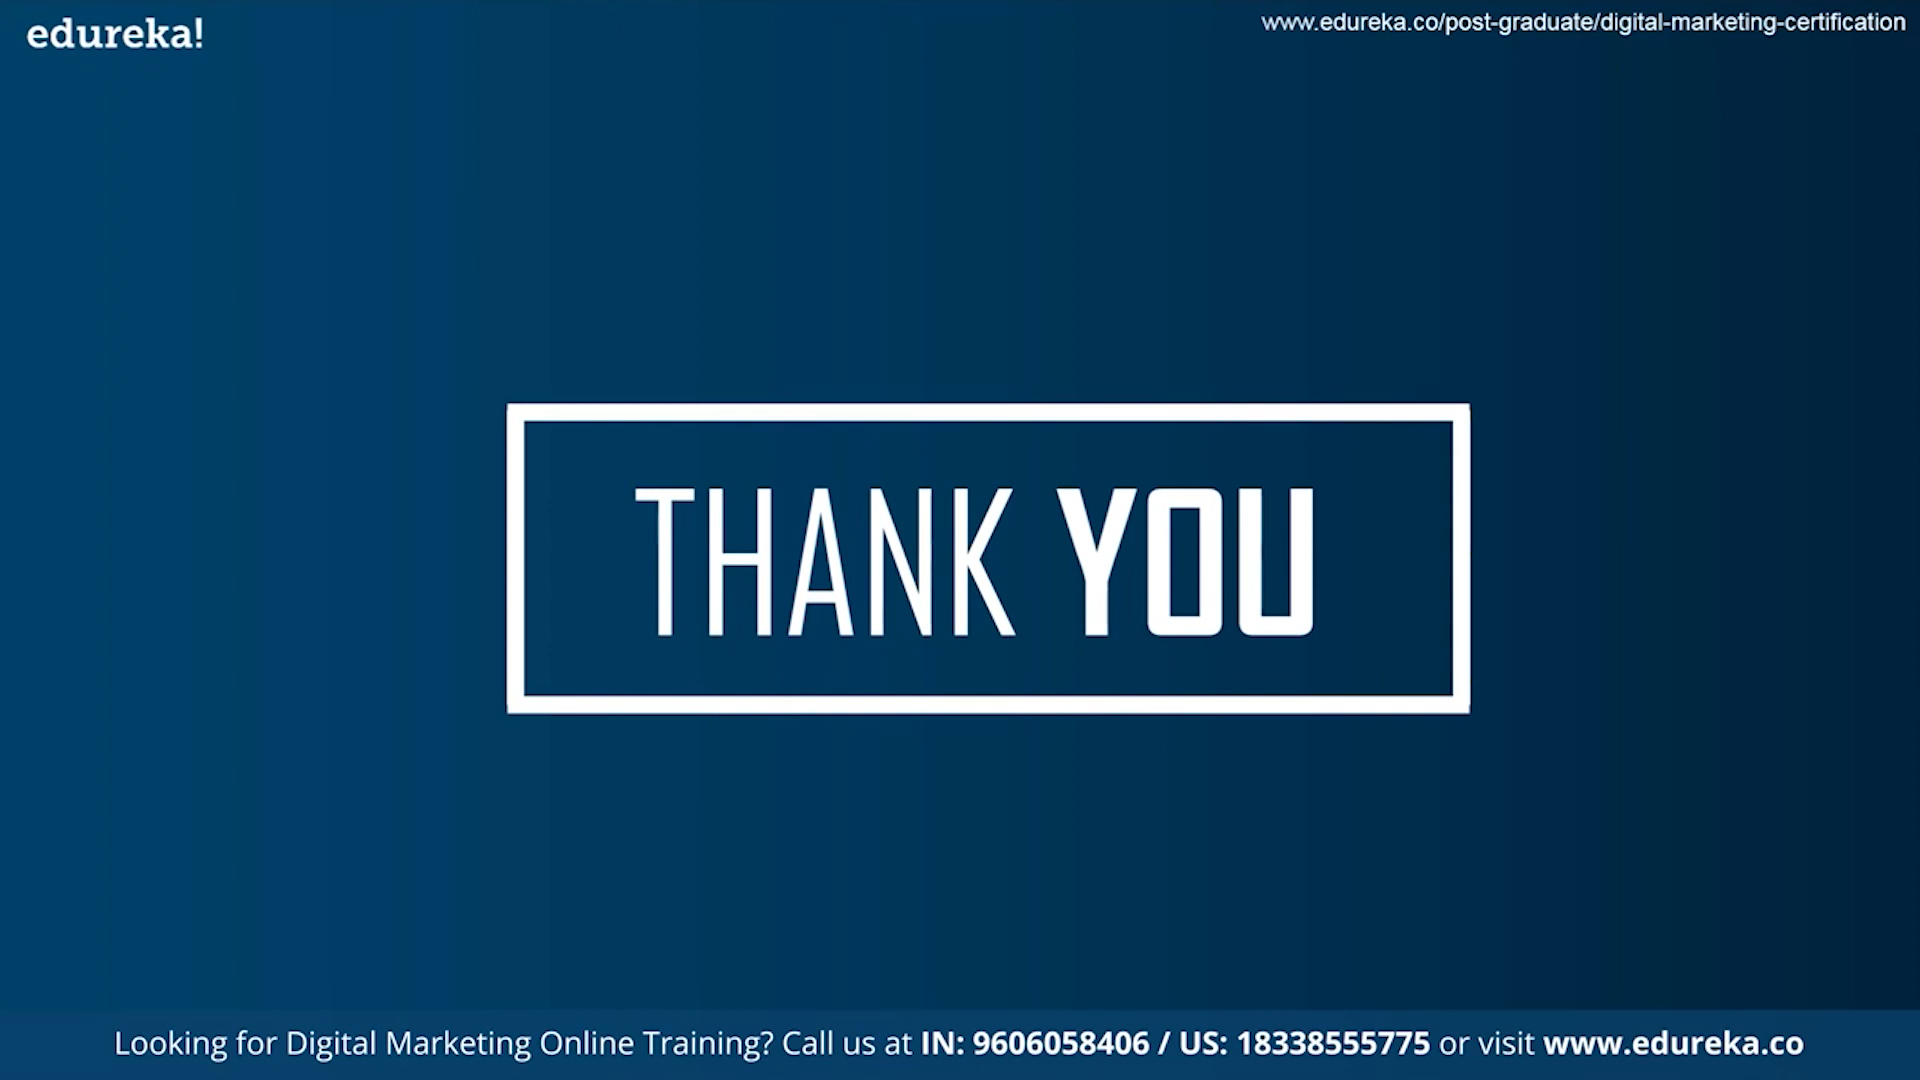 edureka!
www.edureka.co/post-graduate/digital-marketing-certification
THANK YOU
Looking for Digital Marketing Online Training? Call us at IN: 9606058406 / US: 18338555775 or visit www.edureka.co